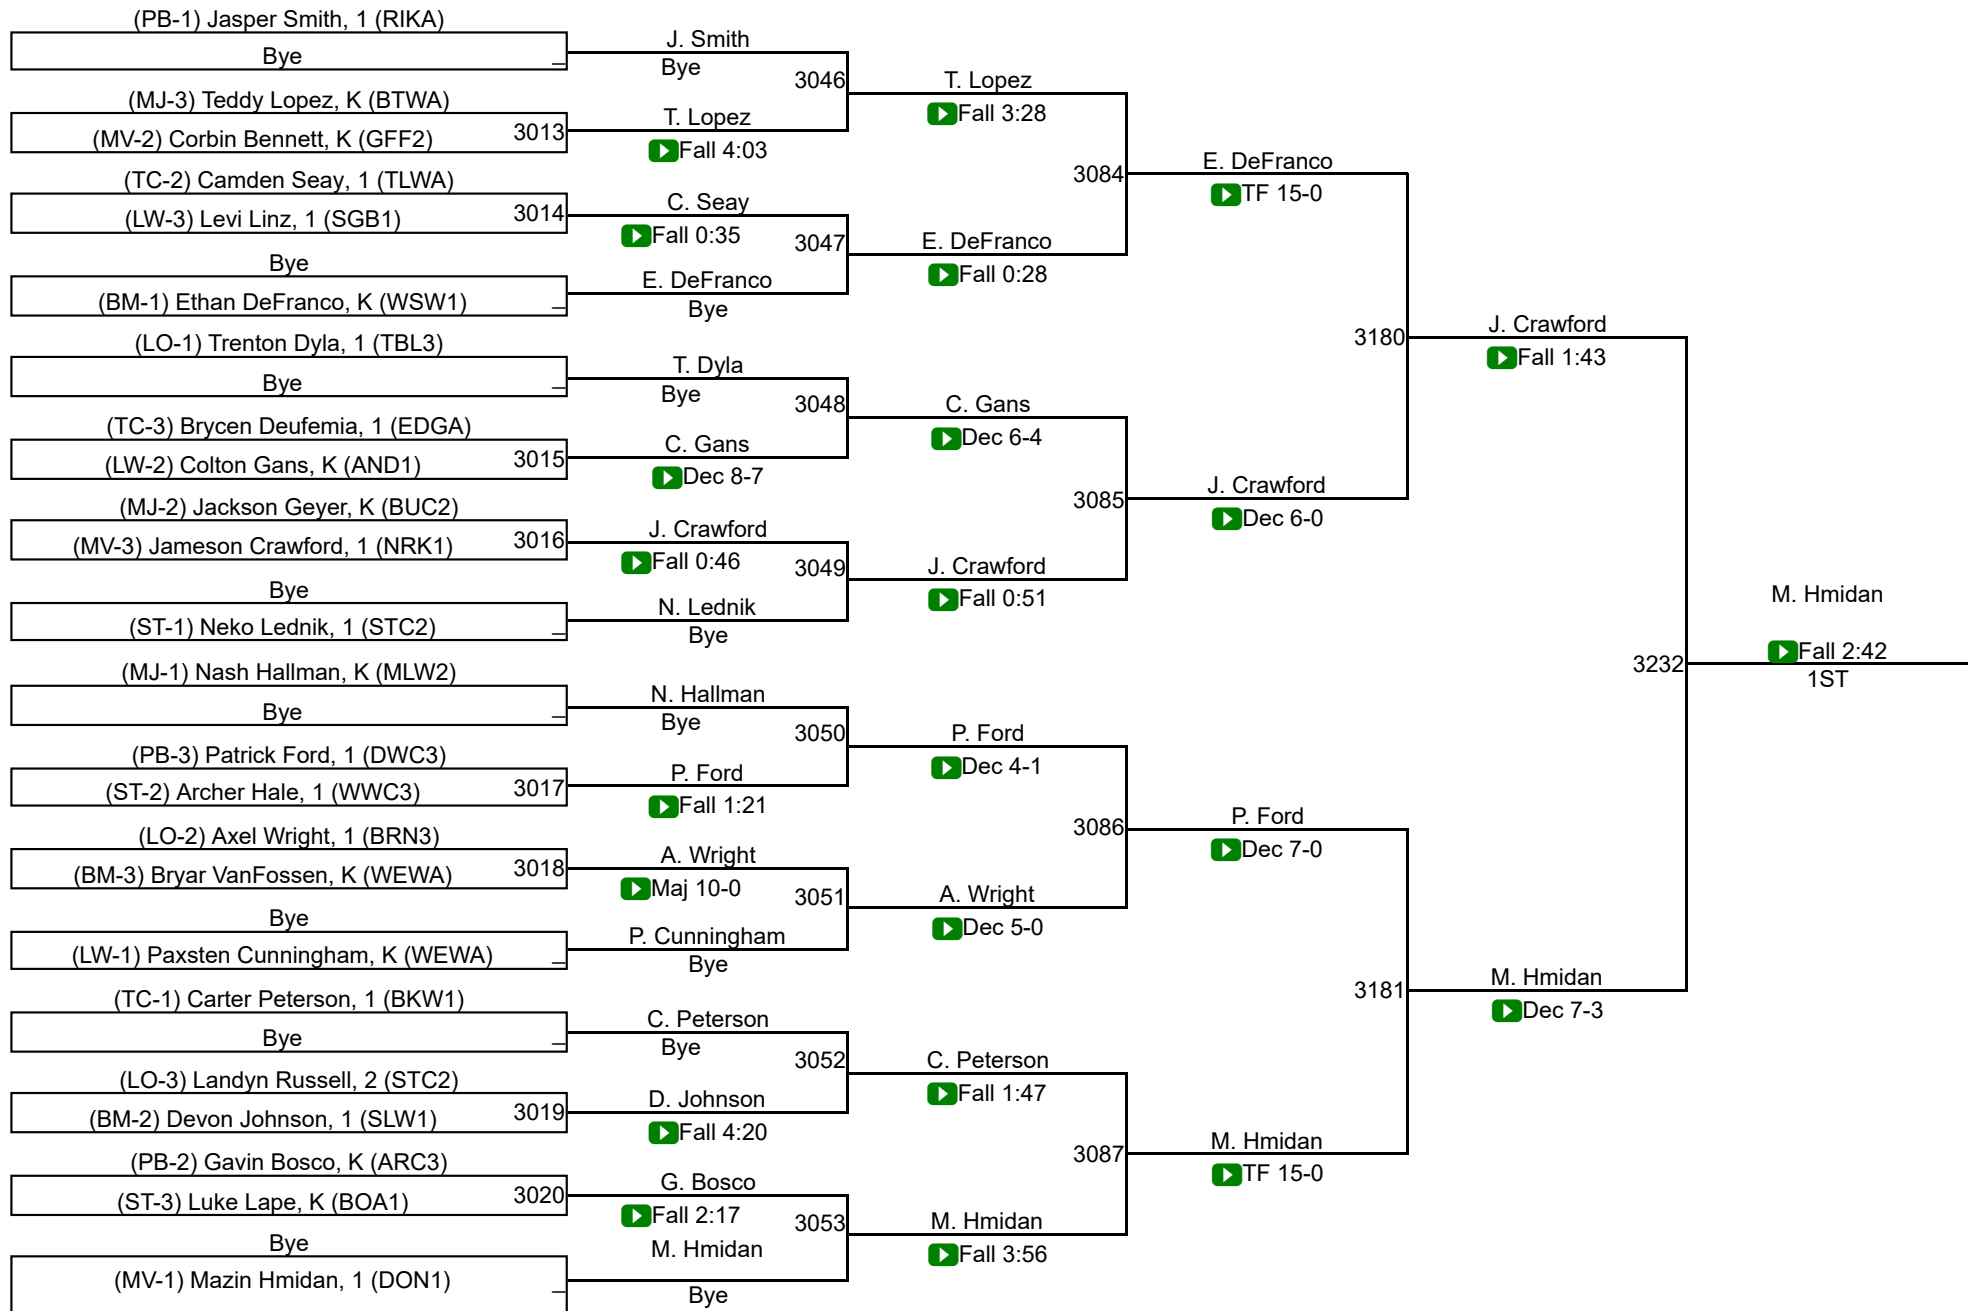 (PB-1) Jasper Smith, 1 (RIKA)
Bye
(MJ-3) Teddy Lopez, K (BTWA)
(MV-2) Corbin Bennett, K (GFF2)
3013
(TC-2) Camden Seay, 1 (TLWA)
(LW-3) Levi Linz, 1 (SGB1)
3014
Bye
(BM-1) Ethan DeFranco, K (WSW1)
(LO-1) Trenton Dyla, 1 (TBL3)
Bye
(TC-3) Brycen Deufemia, 1 (EDGA)
(LW-2) Colton Gans, K (AND1)
3015
(MJ-2) Jackson Geyer, K (BUC2)
(MV-3) Jameson Crawford, 1 (NRK1)
3016
Bye
(ST-1) Neko Lednik, 1 (STC2)
(MJ-1) Nash Hallman, K (MLW2)
Bye
(PB-3) Patrick Ford, 1 (DWC3)
(ST-2) Archer Hale, 1 (WWC3)
3017
(LO-2) Axel Wright, 1 (BRN3)
(BM-3) Bryar VanFossen, K (WEWA)
3018
Bye
(LW-1) Paxsten Cunningham, K (WEWA)
(TC-1) Carter Peterson, 1 (BKW1)
Bye
(LO-3) Landyn Russell, 2 (STC2)
(BM-2) Devon Johnson, 1 (SLW1)
3019
(PB-2) Gavin Bosco, K (ARC3)
(ST-3) Luke Lape, K (BOA1)
3020
Bye
(MV-1) Mazin Hmidan, 1 (DON1)
J. Smith
Bye
3046
T. Lopez
Fall 4:03
C. Seay
Fall 0:35
3047
E. DeFranco
Bye
T. Dyla
Bye
3048
C. Gans
Dec 8-7
J. Crawford
Fall 0:46
3049
N. Lednik
Bye
N. Hallman
Bye
3050
P. Ford
Fall 1:21
A. Wright
Maj 10-0
3051
P. Cunningham
Bye
C. Peterson
Bye
3052
D. Johnson
Fall 4:20
G. Bosco
Fall 2:17
3053
M. Hmidan
Bye
T. Lopez
Fall 3:28
3084
E. DeFranco
Fall 0:28
C. Gans
Dec 6-4
3085
J. Crawford
Fall 0:51
P. Ford
Dec 4-1
3086
A. Wright
Dec 5-0
C. Peterson
Fall 1:47
3087
M. Hmidan
Fall 3:56
E. DeFranco
TF 15-0
3180
J. Crawford
Dec 6-0
P. Ford
Dec 7-0
3181
M. Hmidan
TF 15-0
J. Crawford
Fall 1:43
3232
M. Hmidan
Dec 7-3
M. Hmidan
Fall 2:42
1ST